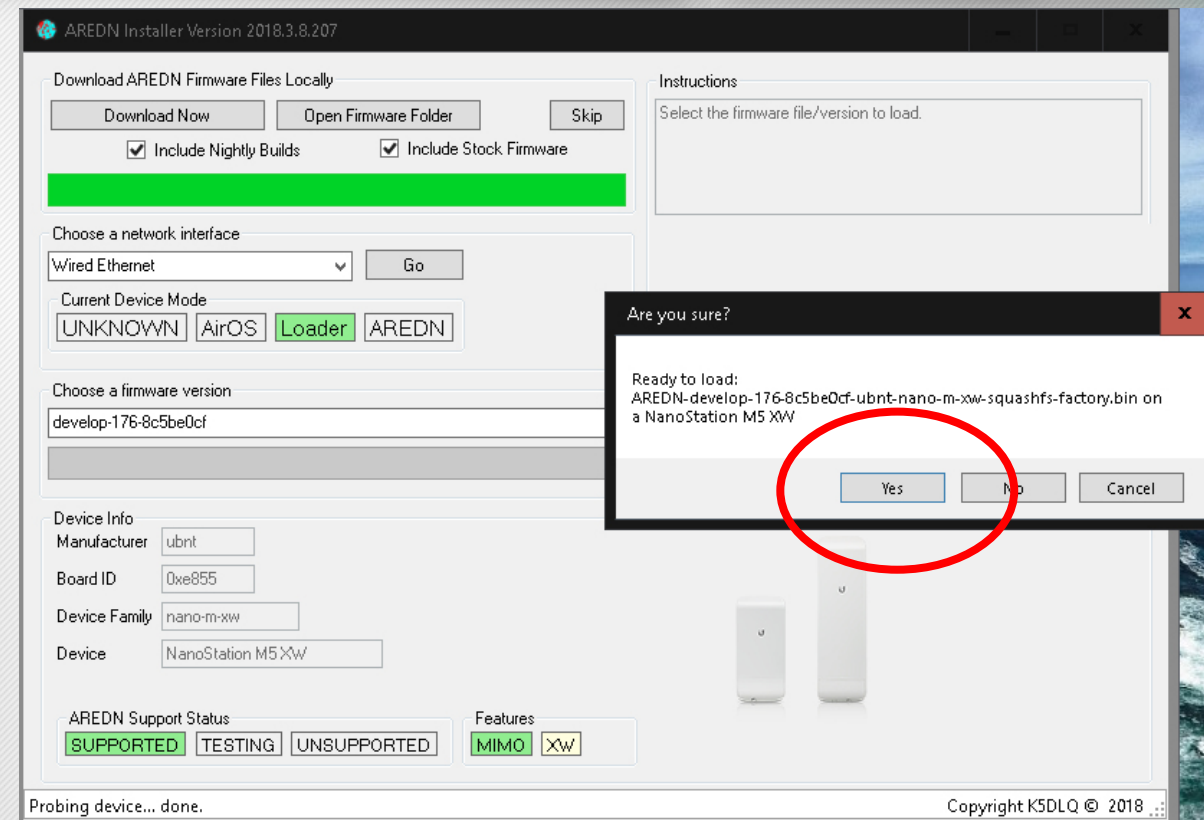 AREDN Installer Version 2018.3.8.207
Download AREDN Firmware Files Locally
Download Now
Open Firmware Folder
Skip
Include Nightly Builds
Include Stock Firmware
Instructions
Select the firmware file/version to load.
Choose a network interface
Wired Ethernet
Go
Current Device Mode
UNKNOWN
AirOS
Loader
AREDN
Choose a firmware version
develop-176-8c5be0cf
Are you sure?
Ready to load:
AREDN-develop-176-8c5be0cf-ubnt-nano-m-xw-squashfs-factory.bin on
a NanoStation M5 XW
Yes
No
Cancel
Device Info
Manufacturer ubnt
Board ID 0xe855
Device Family nano-m-xw
Device NanoStation M5 XW
AREDN Support Status
SUPPORTED
TESTING
UNSUPPORTED
Features
MIMO
XW
Probing device... done.
Copyright K5DLQ © 2018